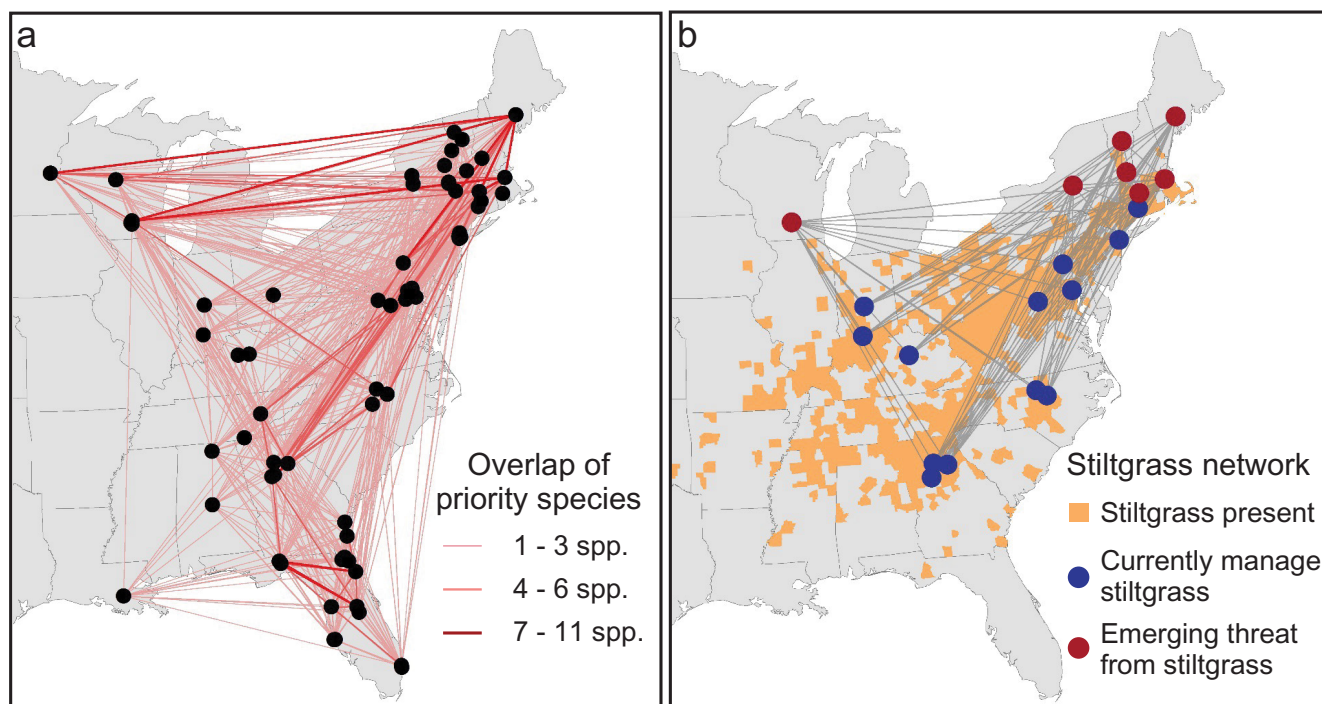 a
Overlap of
priority species
1 - 3 spp.
4 - 6 spp.
7 - 11 spp.
b
Stiltgrass network
Stiltgrass present
Currently manage
stiltgrass
Emerging threat
from stiltgrass